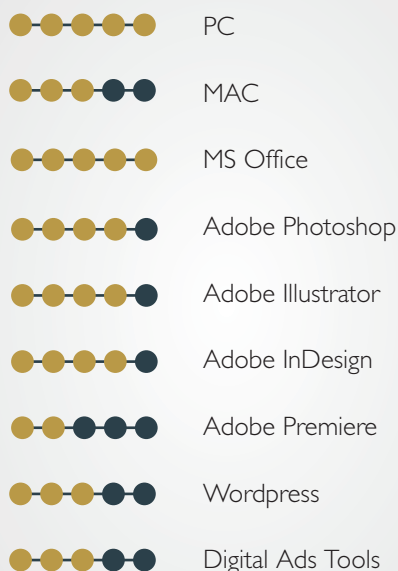 PC
MAC
MS Office
Adobe Photoshop
Adobe Illustrator
Adobe InDesign
Adobe Premiere
Wordpress
Digital Ads Tools